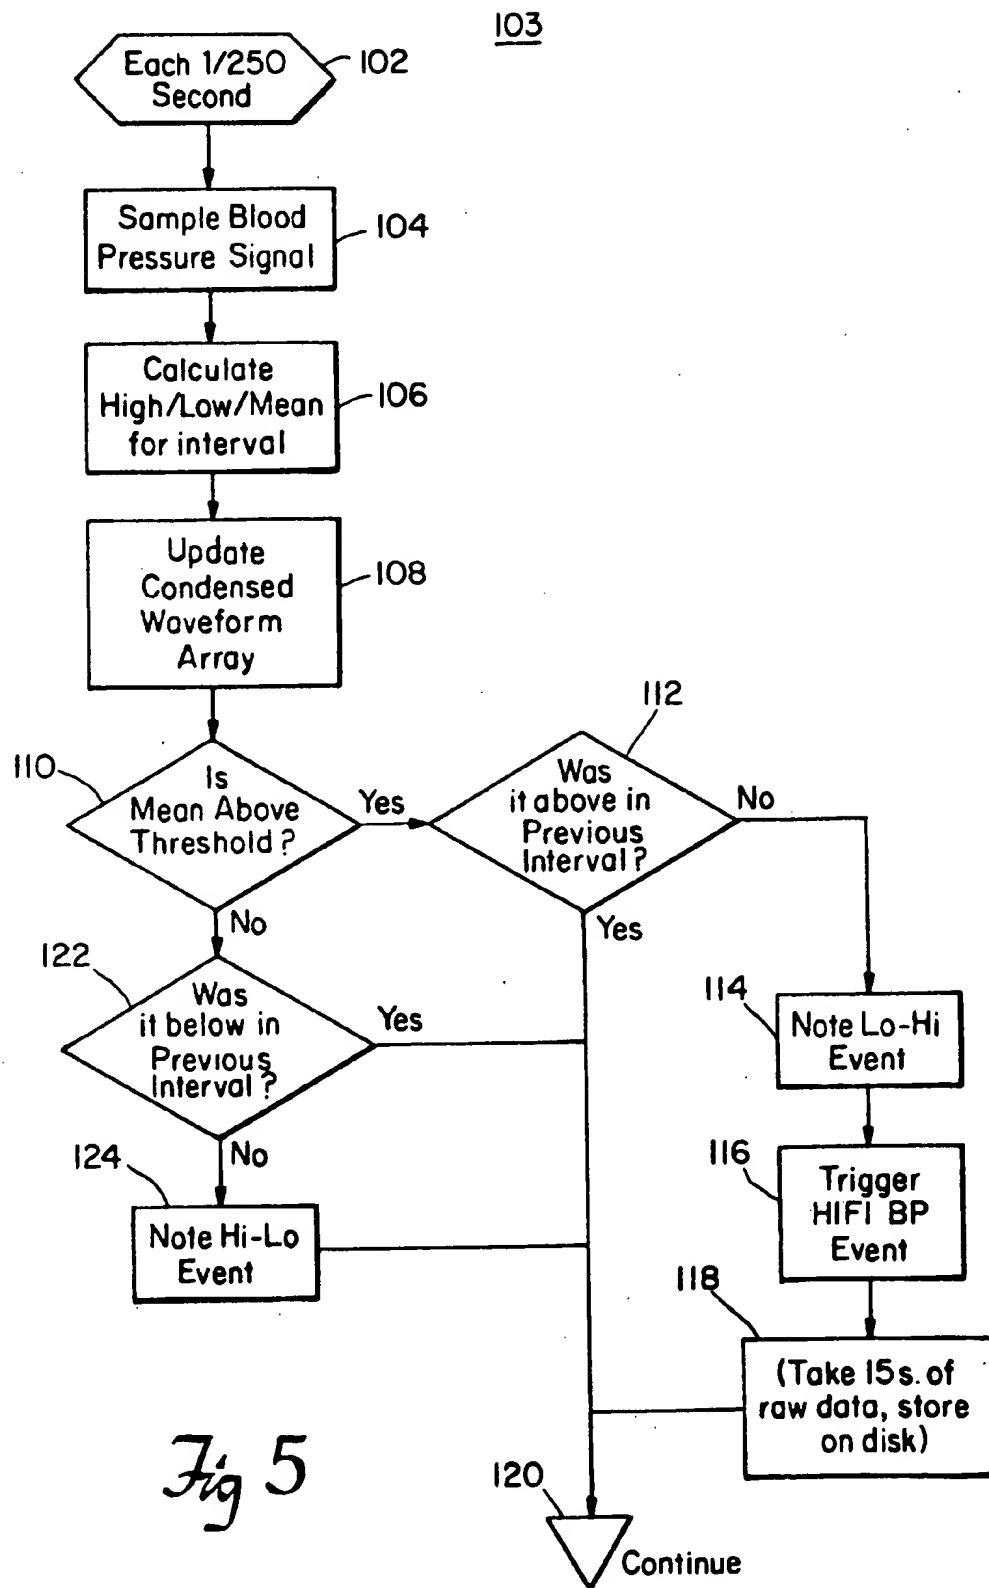 103
Each 1/250
Second
102
Sample Blood
Pressure Signal
104
Calculate
High/Low/Mean
for interval
106
Update
Condensed
Waveform
Array
108
110
Is
Mean Above
Threshold?
Yes
No
112
Was
it above in
Previous
Interval?
No
Yes
122
Was
it below in
Previous
Interval?
Yes
No
114
Note Lo-Hi
Event
124
Note Hi-Lo
Event
116
Trigger
HIFI BP
Event
118
(Take 15s. of
raw data, store
on disk)
120
Continue
Fig 5